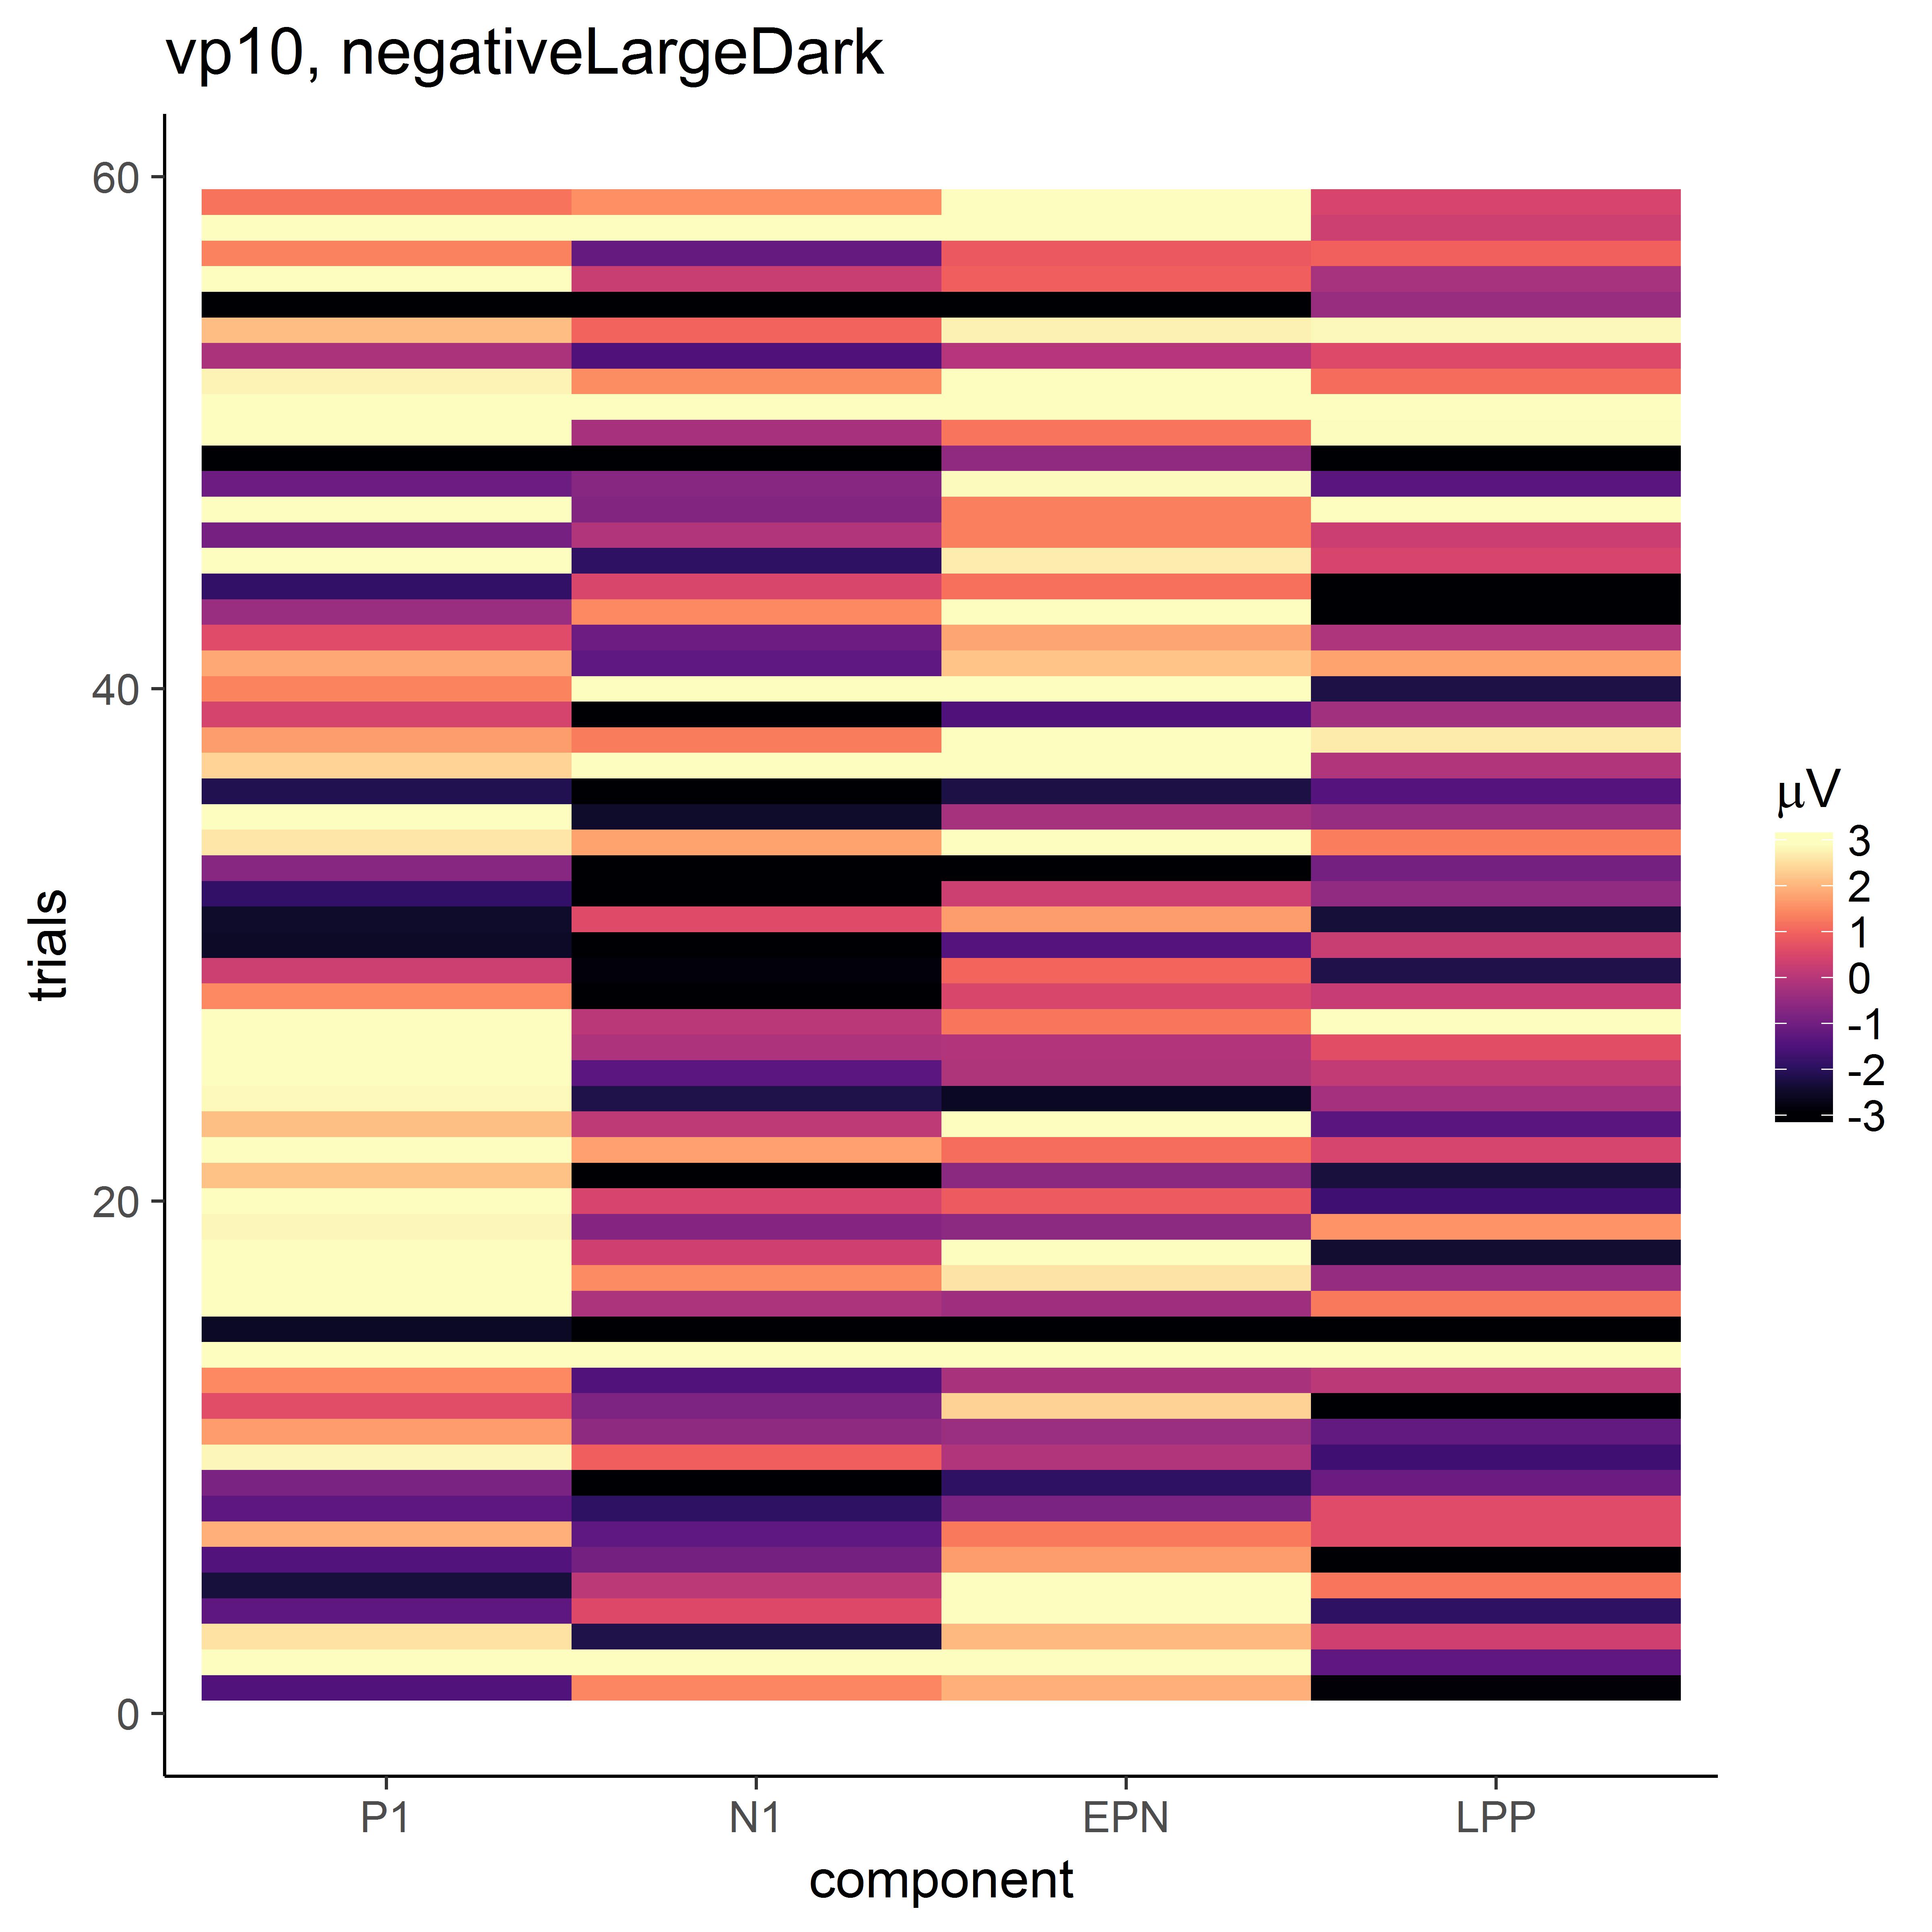 vp10, negativeLargeDark
60
40
20
0
trials
P1 N1 EPN LPP
component
μV
3
2
1
0
-1
-2
-3